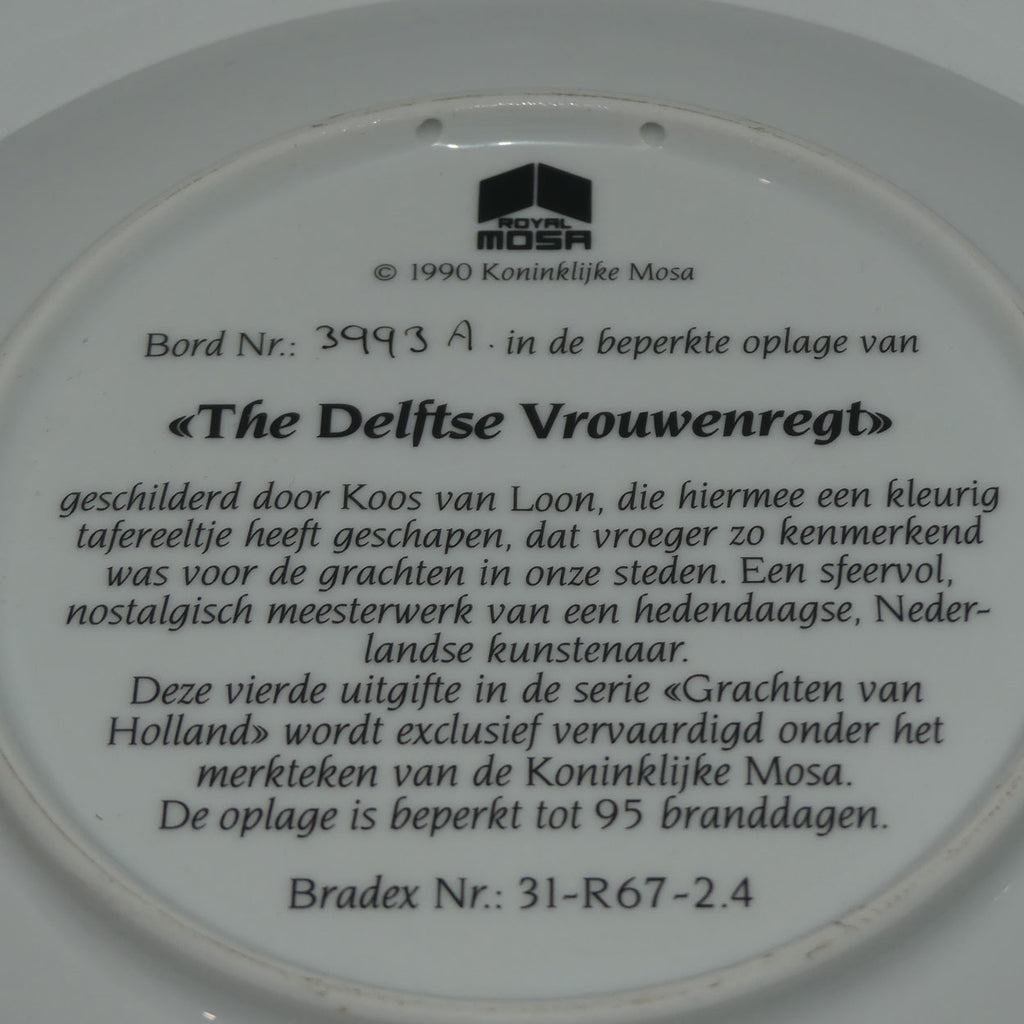 ROYAL
MOSA
© 1990 Koninklijke Mosa
Bord Nr.: 3993 A. in de beperkte oplage van
«The Delftse Vrouwenregt»
geschilderd door Koos van Loon, die hiermee een kleurig
tafereeltje heeft geschapen, dat vroeger zo kenmerkend
was voor de grachten in onze steden. Een sfeervol,
nostalgisch meesterwerk van een hedendaagse, Neder-
landse kunstenaar.
Deze vierde uitgifte in de serie «Grachten van
Holland» wordt exclusief vervaardigd onder het
merkteken van de Koninklijke Mosa.
De oplage is beperkt tot 95 branddagen.
Bradex Nr.: 31-R67-2.4